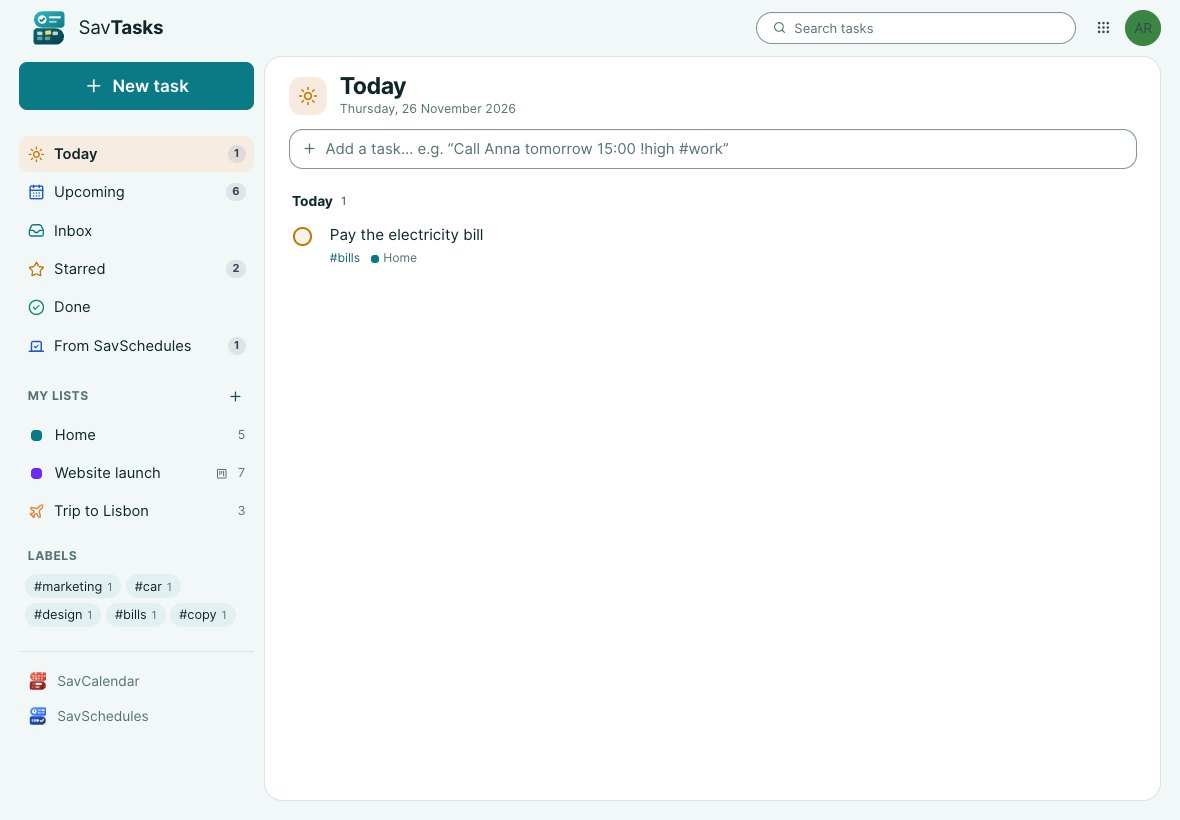 SavTasks
Search tasks
AR
New task
Today 1
Upcoming 6
Inbox
Starred 2
Done
From SavSchedules 1
MY LISTS
Home 5
Website launch 7
Trip to Lisbon 3
LABELS
#marketing 1 #car 1
#design 1 #bills 1 #copy 1
SavCalendar
SavSchedules
Today
Thursday, 26 November 2026
Add a task... e.g. “Call Anna tomorrow 15:00 !high #work”
Today 1
Pay the electricity bill
#bills Home